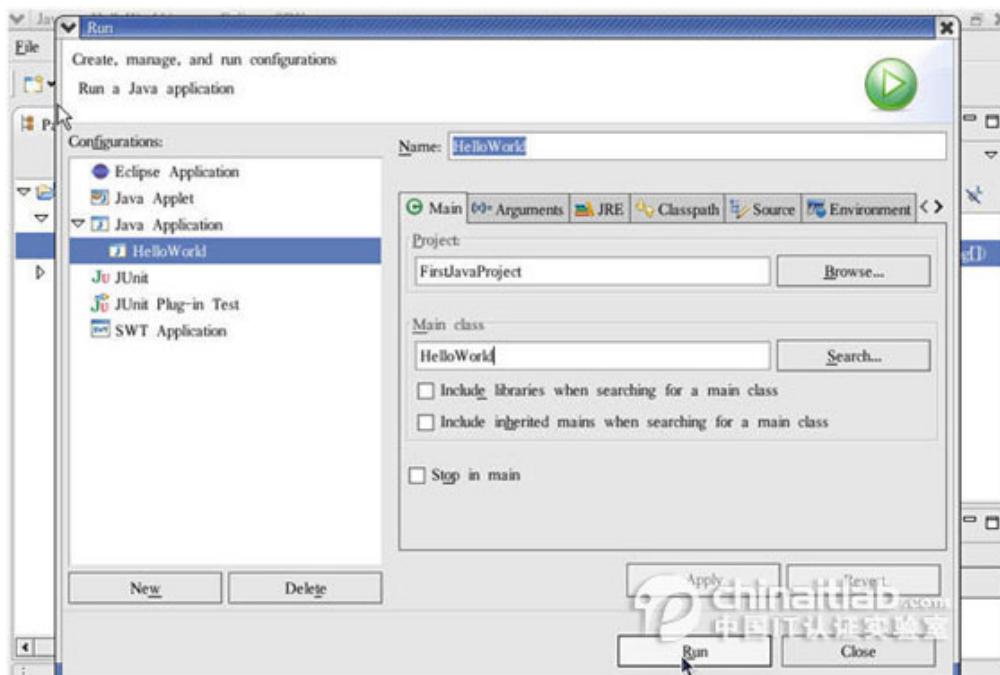 Run
File
Create, manage, and run configurations
Run a Java application
Configurations:
Name: HelloWorld
Eclipse Application
Java Applet
Java Application
HelloWorld
JUnit
JUnit Plug-in Test
SWT Application
Main Arguments JRE Classpath Source Environment
Project:
FirstJavaProject Browse...
Main class
HelloWorld Search...
Include libraries when searching for a main class
Include inherited mains when searching for a main class
Stop in main
New Delete
Apply Revert
chinaitlab.com
中国IT认证实验室
Run Close